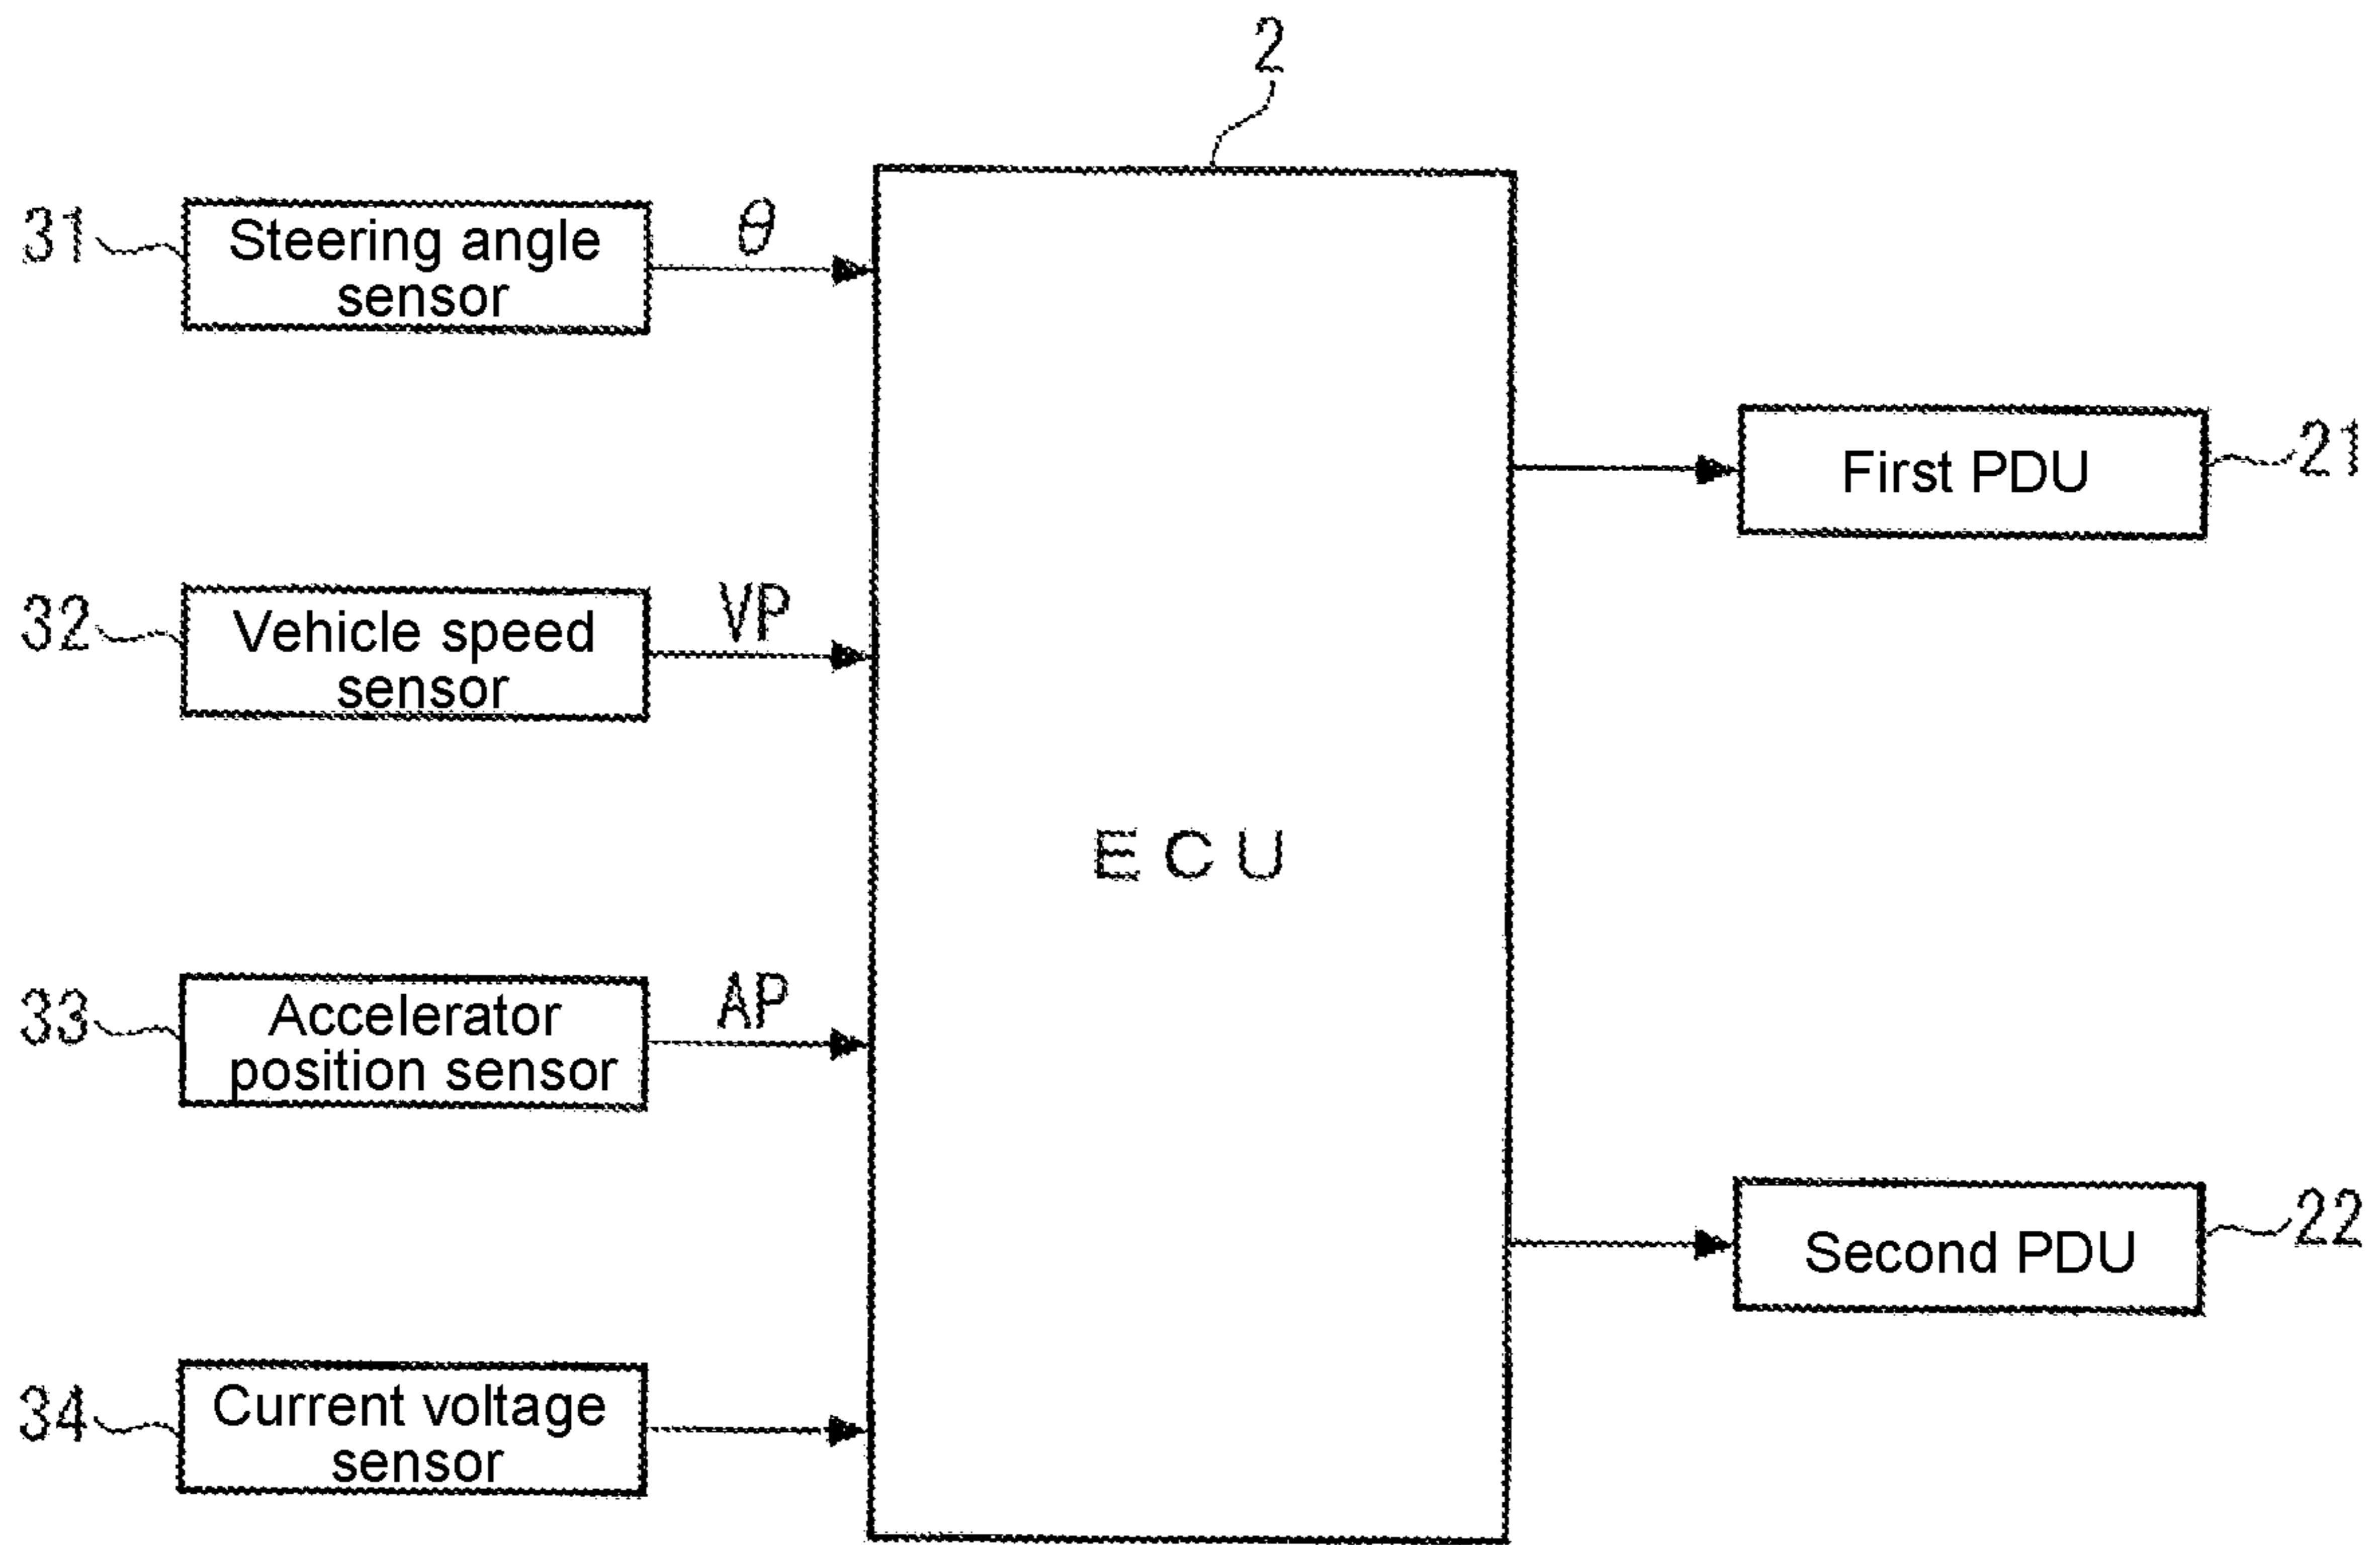 2
31
Steering angle
sensor
θ
32
Vehicle speed
sensor
VP
33
Accelerator
position sensor
AP
34
Current voltage
sensor
ECU
First PDU
21
Second PDU
22